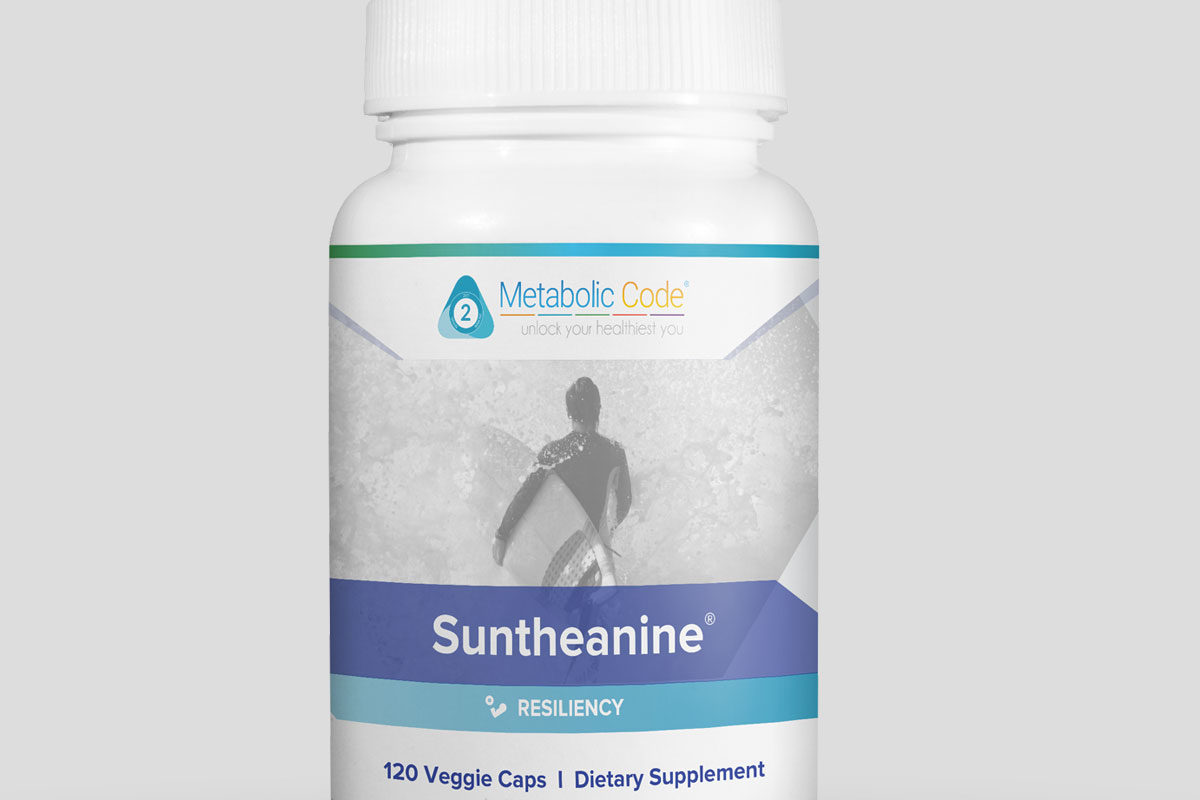 2
Metabolic Code®
unlock your healthiest you
Suntheanine®
RESILIENCY
120 Veggie Caps | Dietary Supplement